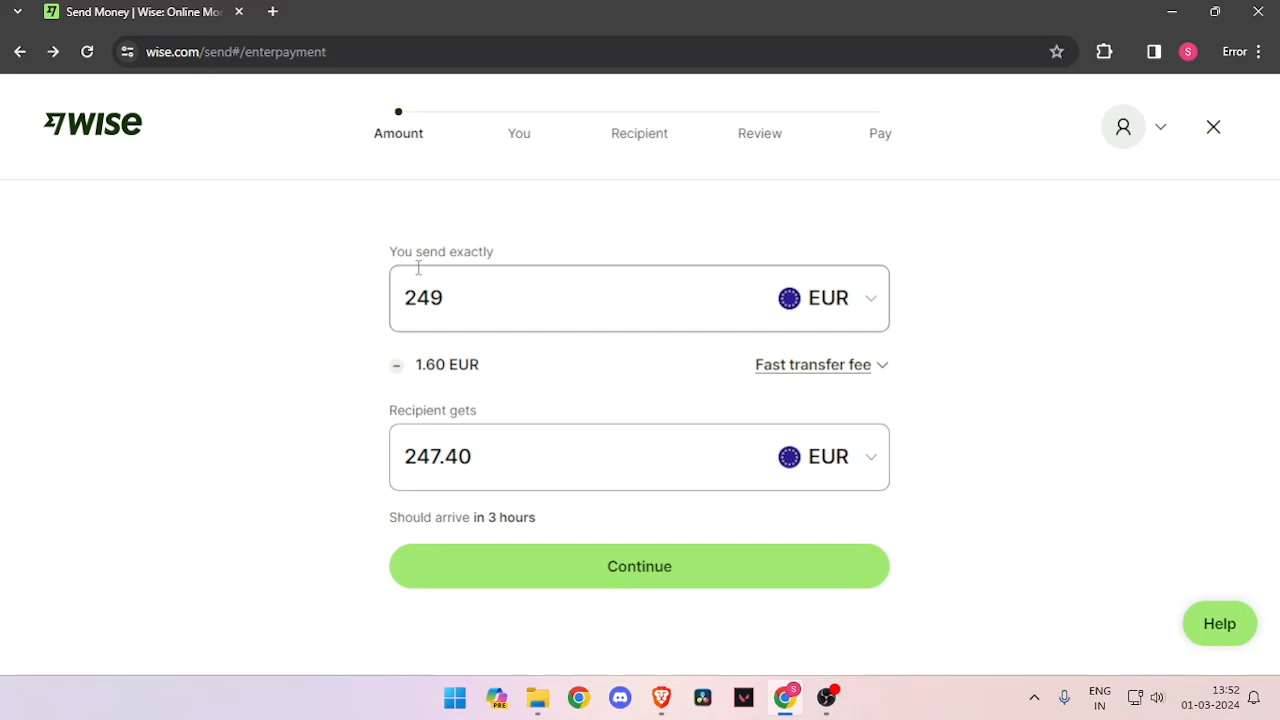 Send Money | Wise: Online Mor
wise.com/send#/enterpayment
S
Error
WISE
Amount
You
Recipient
Review
Pay
You send exactly
249
EUR
1.60 EUR
Fast transfer fee
Recipient gets
247.40
EUR
Should arrive in 3 hours
Continue
Help
PRE
S
ENG
IN
13:52
01-03-2024